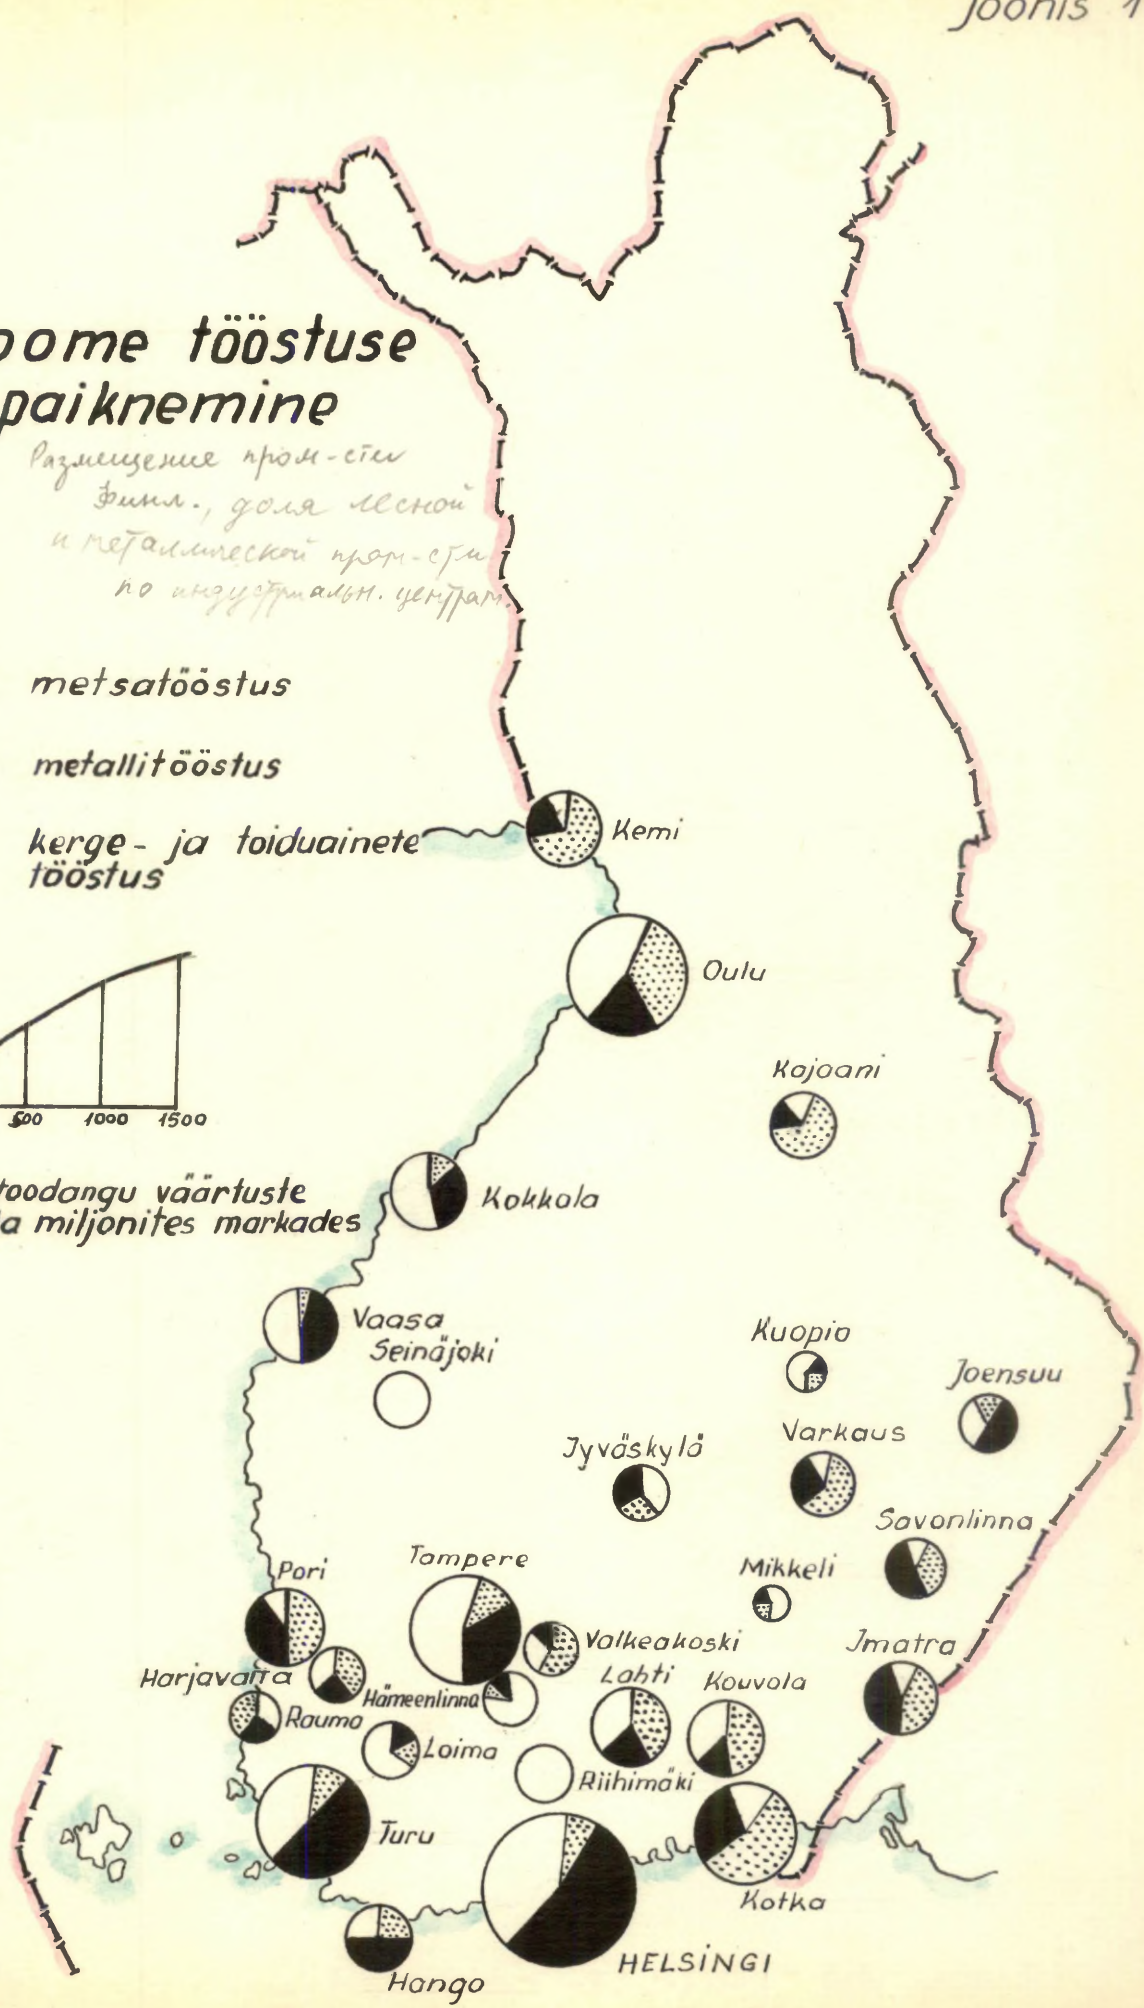 Joonis 1
oome tööstuse
paiknemine
Размещение пром-сти
Финл., доля лесной
и металлической пром-сти
по индустриальн. центрам.
metsatööstus
metallitööstus
kerge- ja toiduainete
tööstus
500 1000 1500
toodangu väärtuste
la miljonites markades
Kemi
Oulu
Kajaani
Kokkola
Vaasa
Seinäjoki
Kuopio
Joensuu
Jyväskylä
Varkaus
Savonlinna
Pori
Tampere
Mikkeli
Valkeakoski
Jmatra
Harjavalta
Hämeenlinna
Lahti
Kouvola
Rauma
Loima
Riihimäki
Turu
Kotka
HELSINGI
Hango